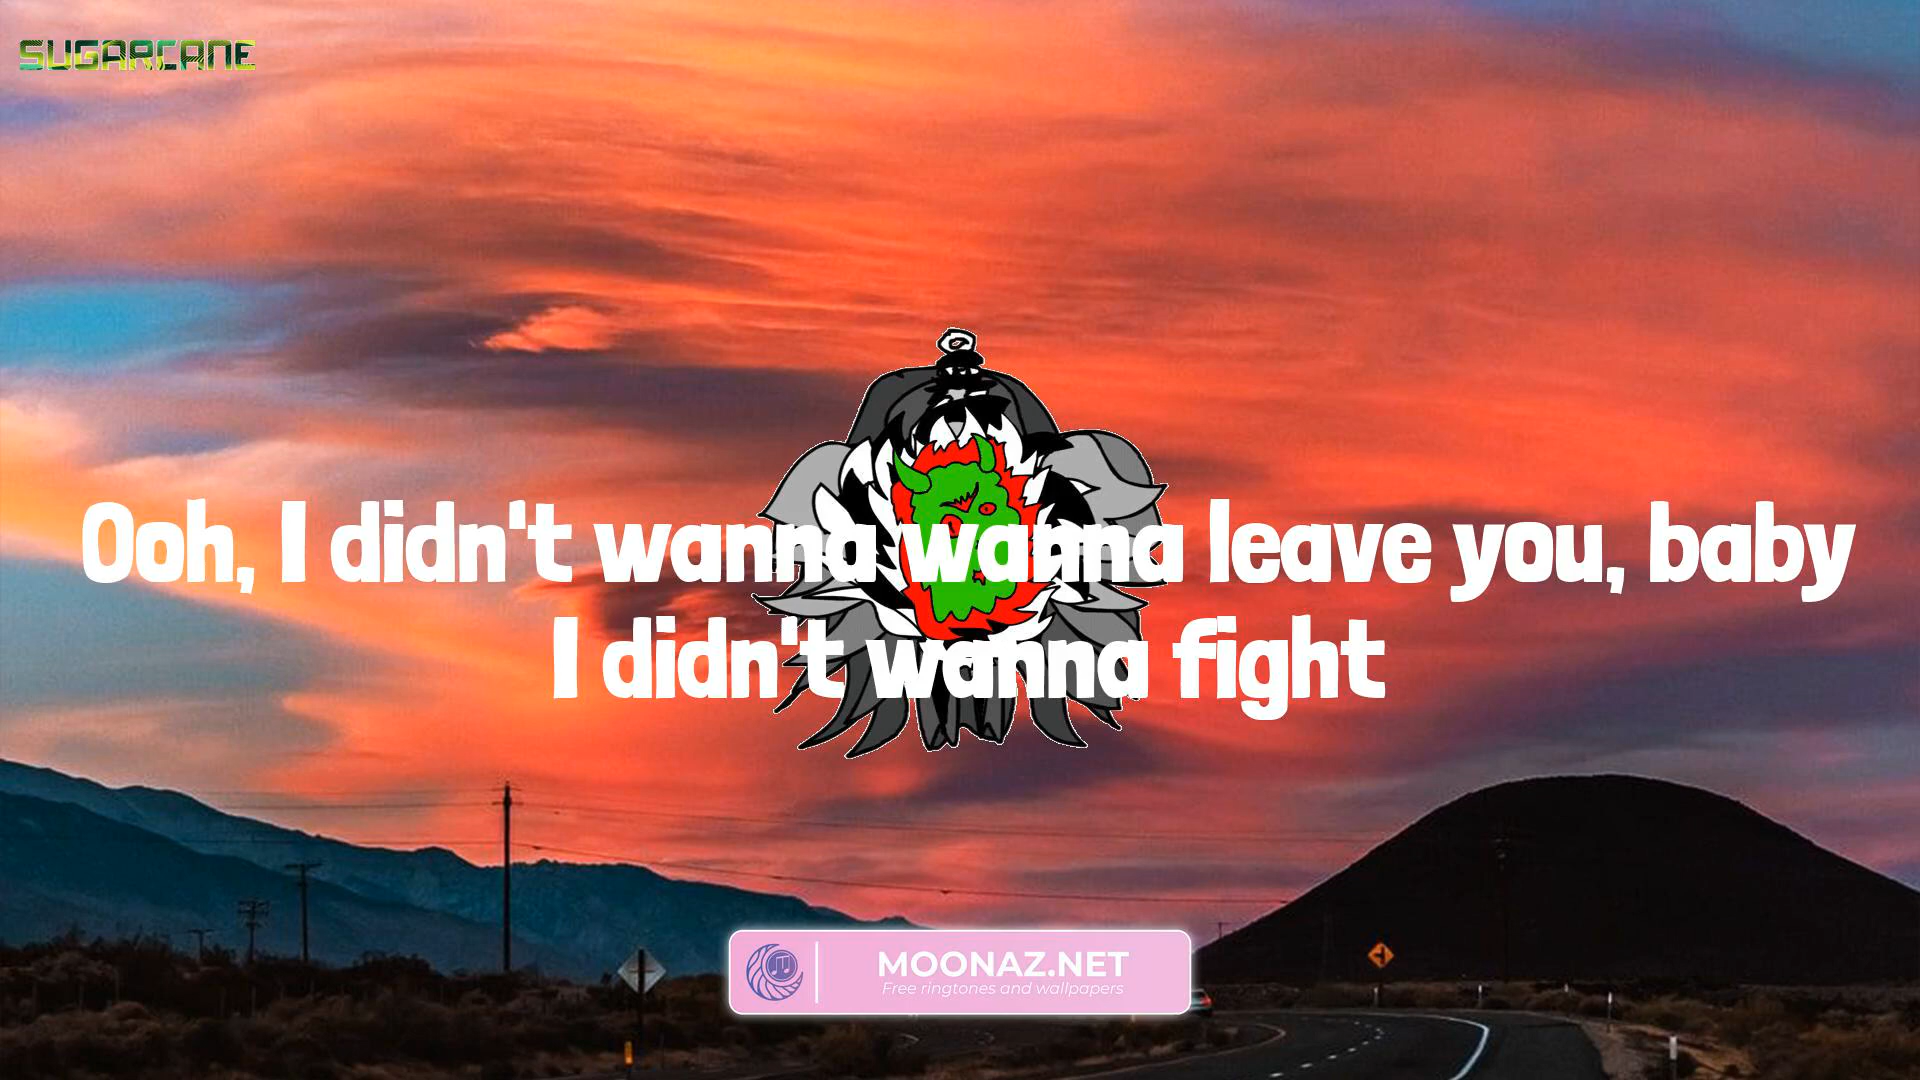 SUGARCANE
Ooh, I didn't wanna wanna leave you, baby
I didn't wanna fight
MOONAZ.NET
Free ringtones and wallpapers